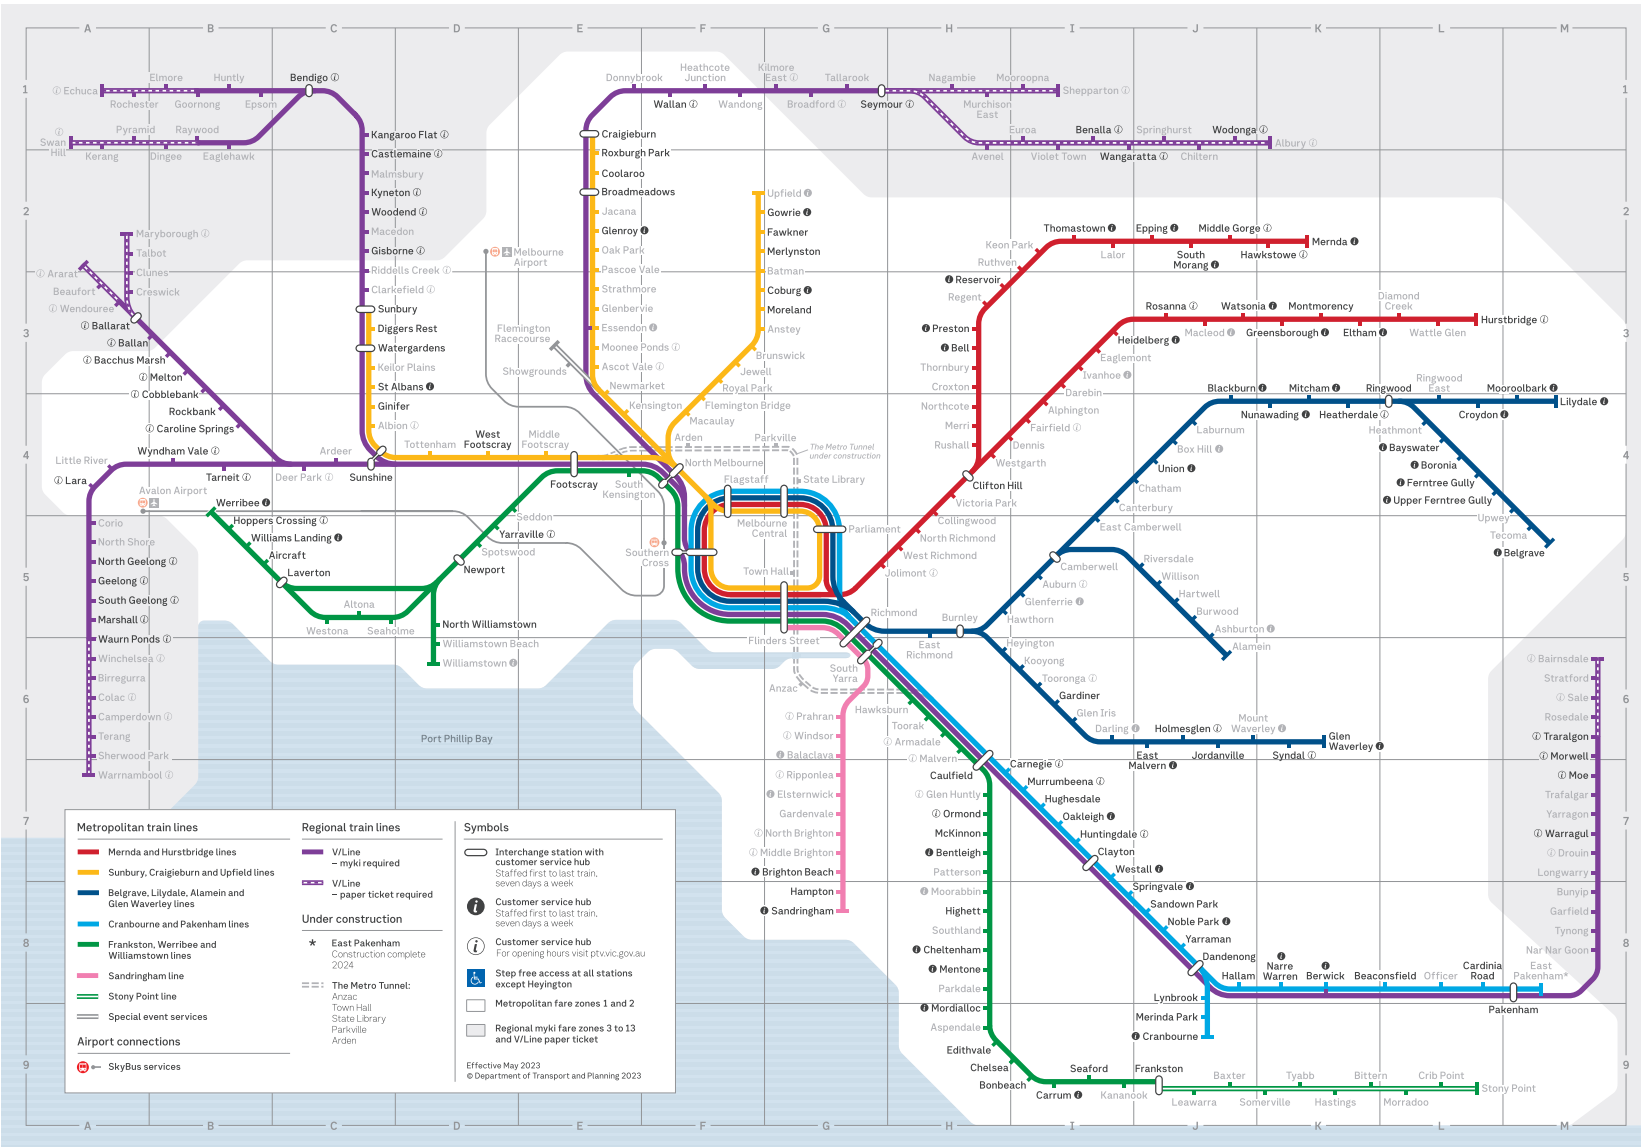 A B C D E F G H I J K L M
1
Echuca
Elmore
Huntly
Bendigo
Rochester
Goornong
Epsom
Swan
Hill
Pyramid
Raywood
Kerang
Dingee
Eaglehawk
Donnybrook
Heathcote
Junction
Kilmore
East
Tallarook
Wallan
Wandong
Broadford
Seymour
Nagambie
Mooroopna
Murchison
East
Shepparton
Euroa
Benalla
Springhurst
Wodonga
Albury
Avenel
Violet Town
Wangaratta
Chiltern
1
Kangaroo Flat
Castlemaine
Malmsbury
Kyneton
Woodend
Macedon
Gisborne
Riddells Creek
Clarkefield
Sunbury
Diggers Rest
Watergardens
Keilor Plains
St Albans
Ginifer
Albion
Craigieburn
Roxburgh Park
Coolaroo
Broadmeadows
Jacana
Glenroy
Oak Park
Pascoe Vale
Strathmore
Glenbervie
Essendon
Moonee Ponds
Ascot Vale
Newmarket
Kensington
Upfield
Gowrie
Fawkner
Merlynston
Batman
Coburg
Moreland
Anstey
Brunswick
Jewell
Royal Park
Flemington Bridge
Macaulay
2
2
Maryborough
Talbot
Clunes
Creswick
Ararat
Beaufort
Wendouree
Ballarat
Ballan
Bacchus Marsh
Melton
Cobblebank
Rockbank
Caroline Springs
Melbourne
Airport
Flemington
Racecourse
Showgrounds
Thomastown
Epping
Middle Gorge
Mernda
Keon Park
Lalor
South
Morang
Hawkstowe
Ruthven
Reservoir
Regent
Preston
Bell
Thornbury
Croxton
Northcote
Merri
Rushall
3
3
Rosanna
Watsonia
Montmorency
Diamond
Creek
Hurstbridge
Macleod
Greensborough
Eltham
Wattle Glen
Heidelberg
Eaglemont
Ivanhoe
Darebin
Alphington
Fairfield
Dennis
Westgarth
Clifton Hill
Victoria Park
Collingwood
North Richmond
West Richmond
Jolimont
Blackburn
Mitcham
Ringwood
Ringwood
East
Mooroolbark
Lilydale
Nunawading
Heatherdale
Croydon
Laburnum
Box Hill
Union
Chatham
Canterbury
East Camberwell
Heathmont
Bayswater
Boronia
Ferntree Gully
Upper Ferntree Gully
Upwey
Tecoma
Belgrave
4
4
Little River
Wyndham Vale
Ardeer
Tarneit
Deer Park
Sunshine
Lara
Tottenham
West
Footscray
Middle
Footscray
Footscray
South
Kensington
North Melbourne
Arden
Parkville
The Metro Tunnel
under construction
Flagstaff
State Library
Melbourne
Central
Parliament
Town Hall
Southern
Cross
Flinders Street
Richmond
East
Richmond
Burnley
South
Yarra
Anzac
Avalon Airport
Werribee
Hoppers Crossing
Williams Landing
Aircraft
Laverton
Altona
Westona
Seaholme
Seddon
Yarraville
Spotswood
Newport
North Williamstown
Williamstown Beach
Williamstown
Corio
North Shore
North Geelong
Geelong
South Geelong
Marshall
Waurn Ponds
Winchelsea
Birregurra
Colac
Camperdown
Terang
Sherwood Park
Warrnambool
5
5
Camberwell
Auburn
Glenferrie
Hawthorn
Riversdale
Willison
Hartwell
Burwood
Ashburton
Alamein
Heyington
Kooyong
Tooronga
Gardiner
Glen Iris
Darling
East
Malvern
Holmesglen
Jordanville
Mount
Waverley
Syndal
Glen
Waverley
6
6
Port Phillip Bay
Prahran
Windsor
Balaclava
Ripponlea
Elsternwick
Gardenvale
North Brighton
Middle Brighton
Brighton Beach
Hampton
Sandringham
Hawksburn
Toorak
Armadale
Malvern
Caulfield
Glen Huntly
Ormond
McKinnon
Bentleigh
Patterson
Moorabbin
Highett
Southland
Cheltenham
Mentone
Parkdale
Mordialloc
Aspendale
Edithvale
Chelsea
Bonbeach
Carrum
Seaford
Kananook
Frankston
Leawarra
Baxter
Somerville
Tyabb
Hastings
Bittern
Morradoo
Crib Point
Stony Point
Carnegie
Murrumbeena
Hughesdale
Oakleigh
Huntingdale
Clayton
Westall
Springvale
Sandown Park
Noble Park
Yarraman
Dandenong
Hallam
Narre
Warren
Berwick
Beaconsfield
Officer
Cardinia
Road
East
Pakenham*
Pakenham
Lynbrook
Merinda Park
Cranbourne
Bairnsdale
Stratford
Sale
Rosedale
Traralgon
Morwell
Moe
Trafalgar
Yarragon
Warragul
Drouin
Longwarry
Bunyip
Garfield
Tynong
Nar Nar Goon
7
7
8
8
9
9
Metropolitan train lines
Mernda and Hurstbridge lines
Sunbury, Craigieburn and Upfield lines
Belgrave, Lilydale, Alamein and
Glen Waverley lines
Cranbourne and Pakenham lines
Frankston, Werribee and
Williamstown lines
Sandringham line
Stony Point line
Special event services
Airport connections
SkyBus services
Regional train lines
V/Line
– myki required
V/Line
– paper ticket required
Under construction
* East Pakenham
Construction complete
2024
The Metro Tunnel:
Anzac
Town Hall
State Library
Parkville
Arden
Symbols
Interchange station with
customer service hub
Staffed first to last train,
seven days a week
Customer service hub
Staffed first to last train,
seven days a week
Customer service hub
For opening hours visit ptv.vic.gov.au
Step free access at all stations
except Heyington
Metropolitan fare zones 1 and 2
Regional myki fare zones 3 to 13
and V/Line paper ticket
Effective May 2023
© Department of Transport and Planning 2023
A B C D E F G H I J K L M